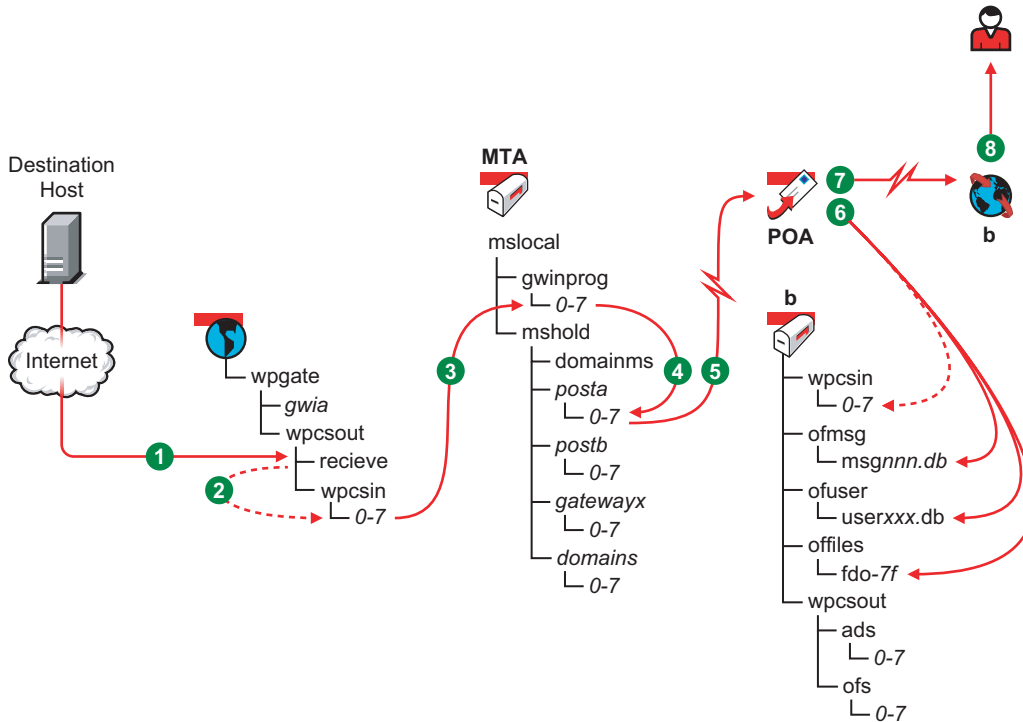 Destination
Host
Internet
1
wpgate
gwia
wpcsout
recieve
2
wpcsin
0-7
3
MTA
mslocal
gwinprog
0-7
mshold
domainms
4
5
posta
0-7
postb
0-7
gatewayx
0-7
domains
0-7
POA
7
6
8
b
b
wpcsin
0-7
ofmsg
msgnnn.db
ofuser
userxxx.db
offiles
fdo-7f
wpcsout
ads
0-7
ofs
0-7